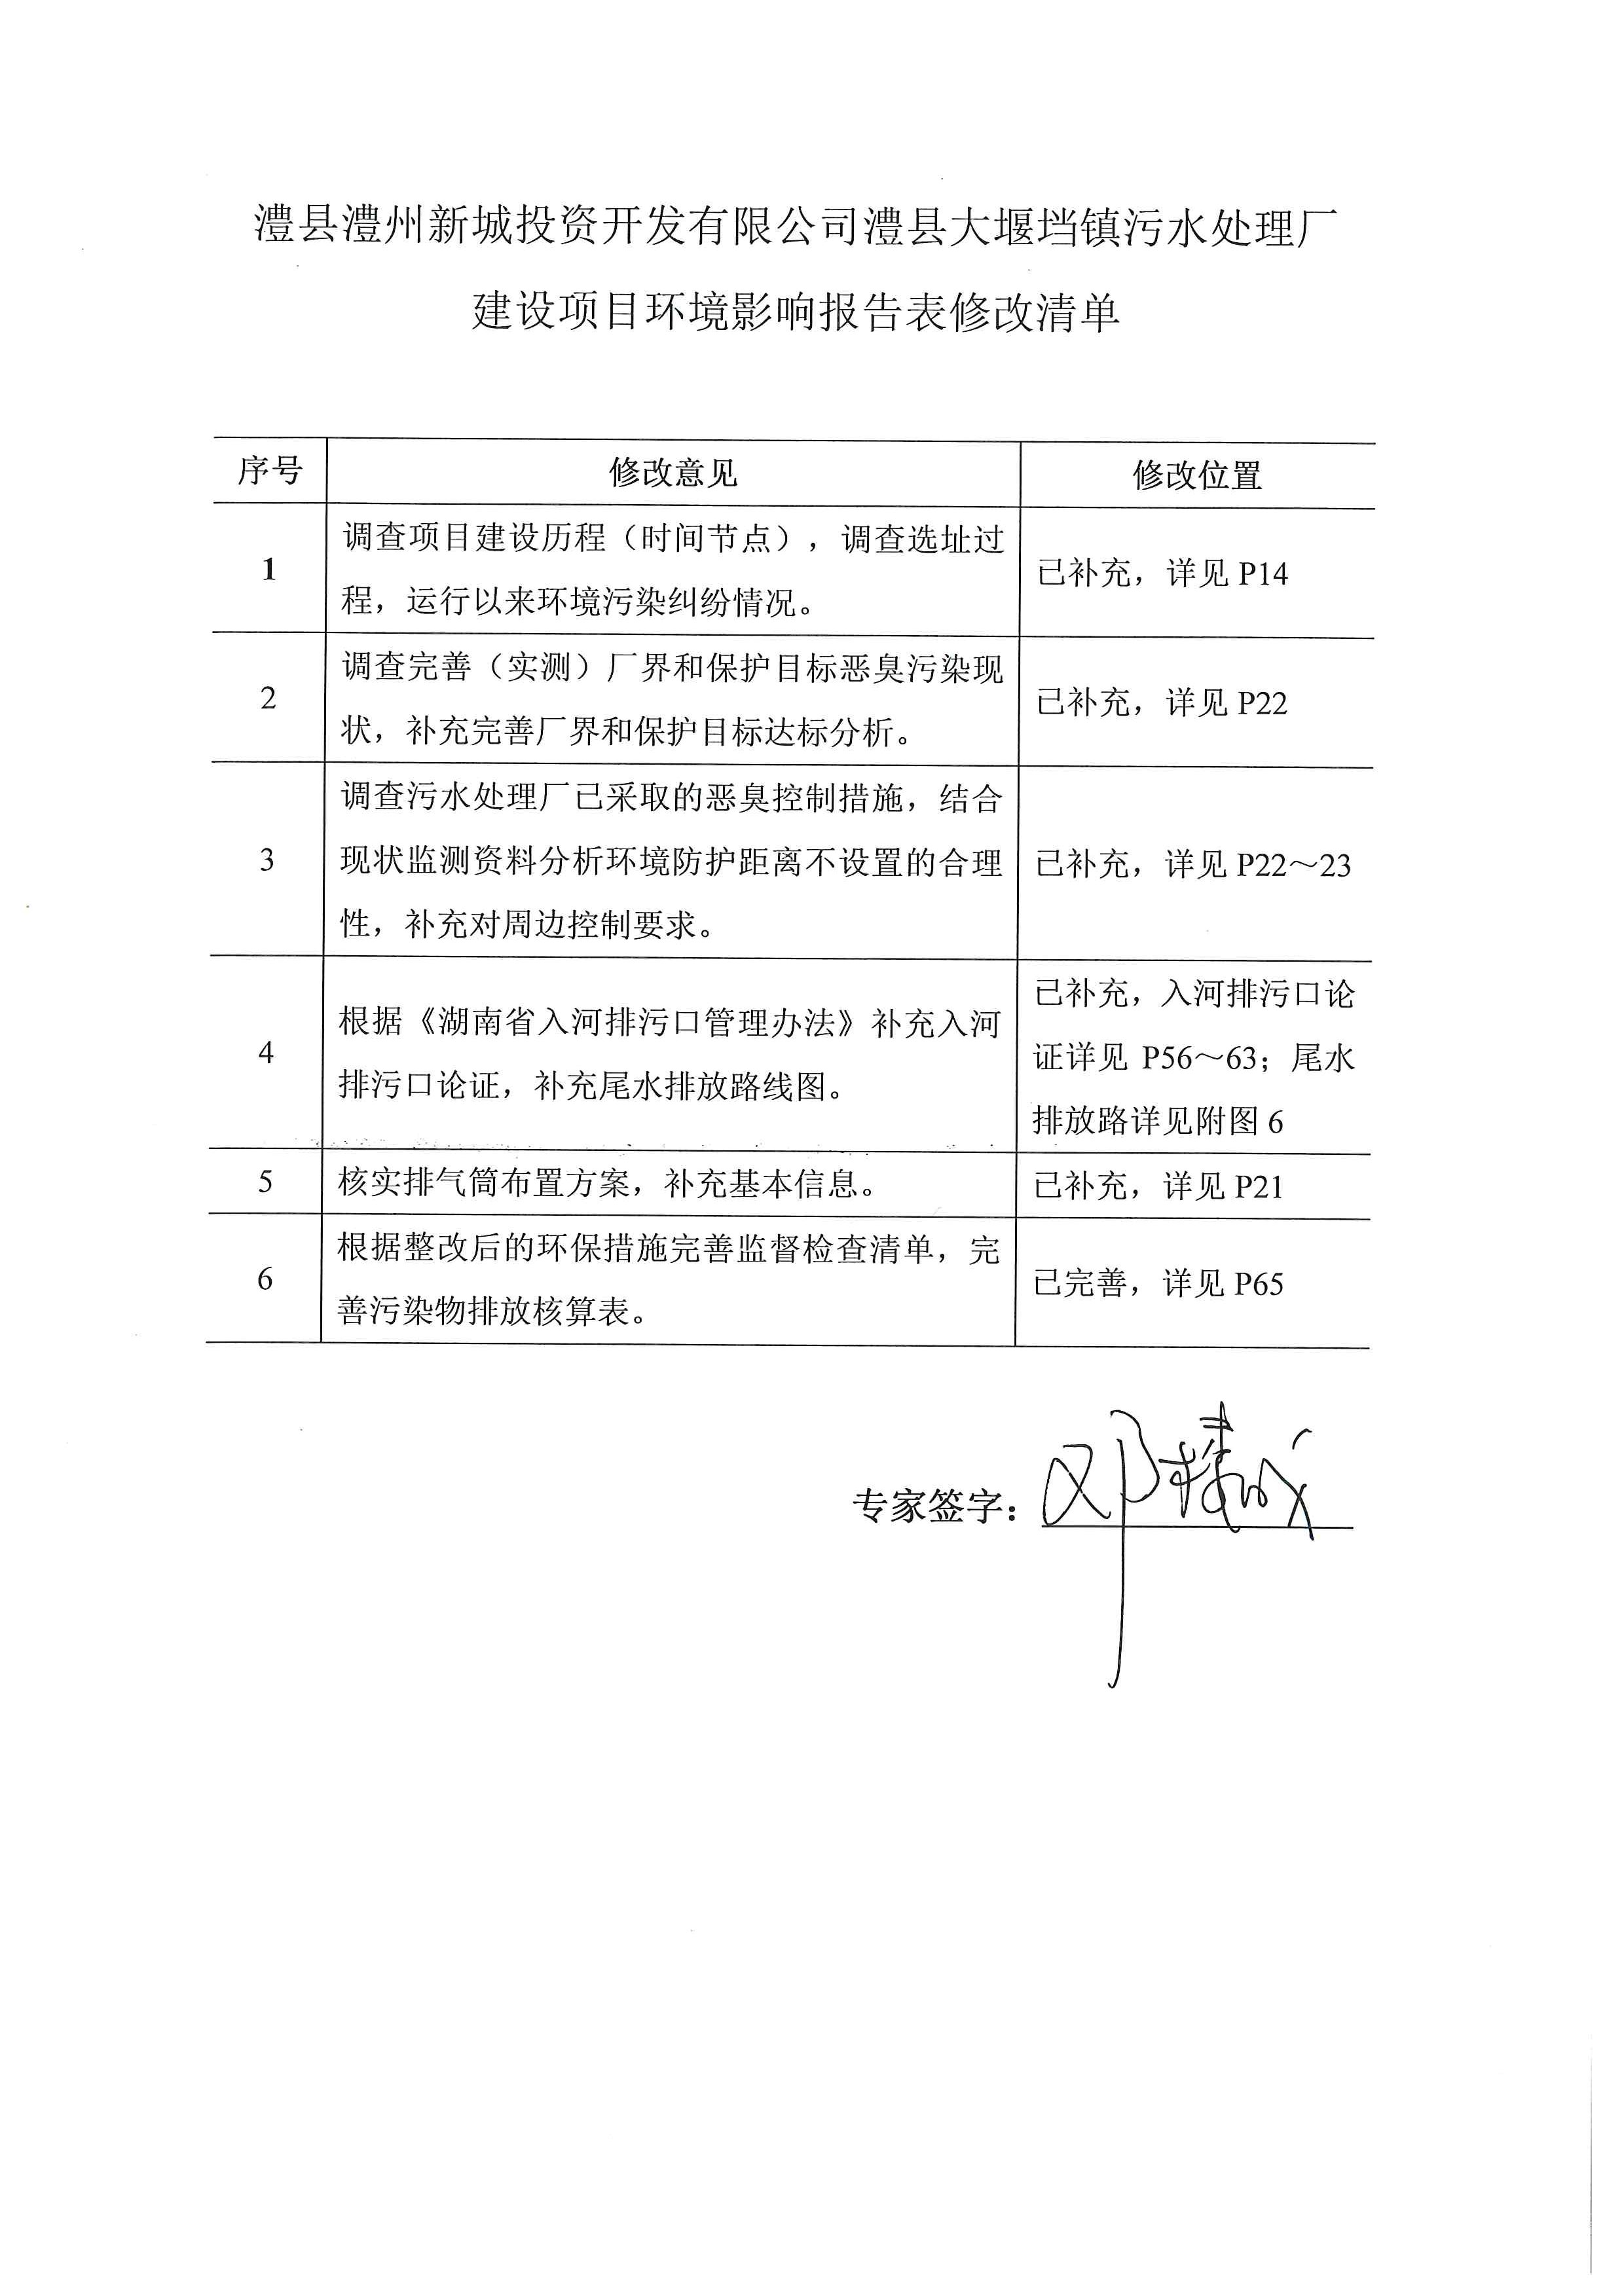 澧县澧州新城投资开发有限公司澧县大堰垱镇污水处理厂
建设项目环境影响报告表修改清单
序号 修改意见 修改位置
1 调查项目建设历程（时间节点），调查选址过
程，运行以来环境污染纠纷情况。
已补充，详见 P14
2 调查完善（实测）厂界和保护目标恶臭污染现
状，补充完善厂界和保护目标达标分析。
已补充，详见 P22
3 调查污水处理厂已采取的恶臭控制措施，结合
现状监测资料分析环境防护距离不设置的合理
性，补充对周边控制要求。
已补充，详见 P22～23
4 根据《湖南省入河排污口管理办法》补充入河
排污口论证，补充尾水排放路线图。
已补充，入河排污口论
证详见 P56～63；尾水
排放路详见附图 6
5 核实排气筒布置方案，补充基本信息。 已补充，详见 P21
6 根据整改后的环保措施完善监督检查清单，完
善污染物排放核算表。
已完善，详见 P65
专家签字：